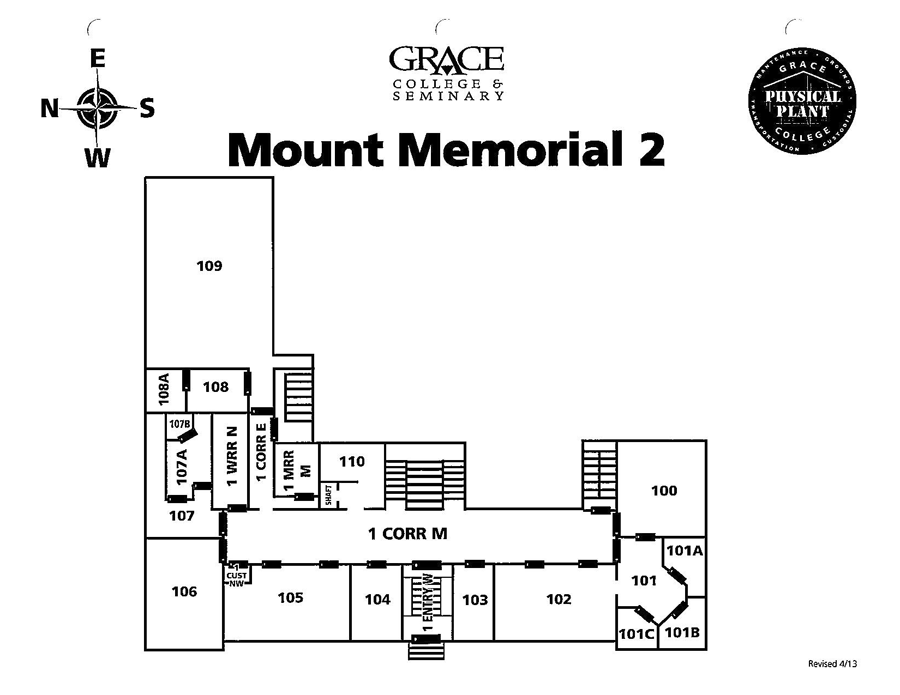 E
N
S
W
GRACE
COLLEGE &
SEMINARY
MAINTENANCE • GROUNDS
GRACE
PHYSICAL
PLANT
COLLEGE
TRANSPORTATION • CUSTODIAL
Mount Memorial 2
109
108A
108
107B
107A
1 WRR N
1 CORR E
1 MRR
M
110
SHAFT
100
107
1 CORR M
101A
101
106
1
CUST
NW
105
104
1 ENTRY W
103
102
101C
101B
Revised 4/13